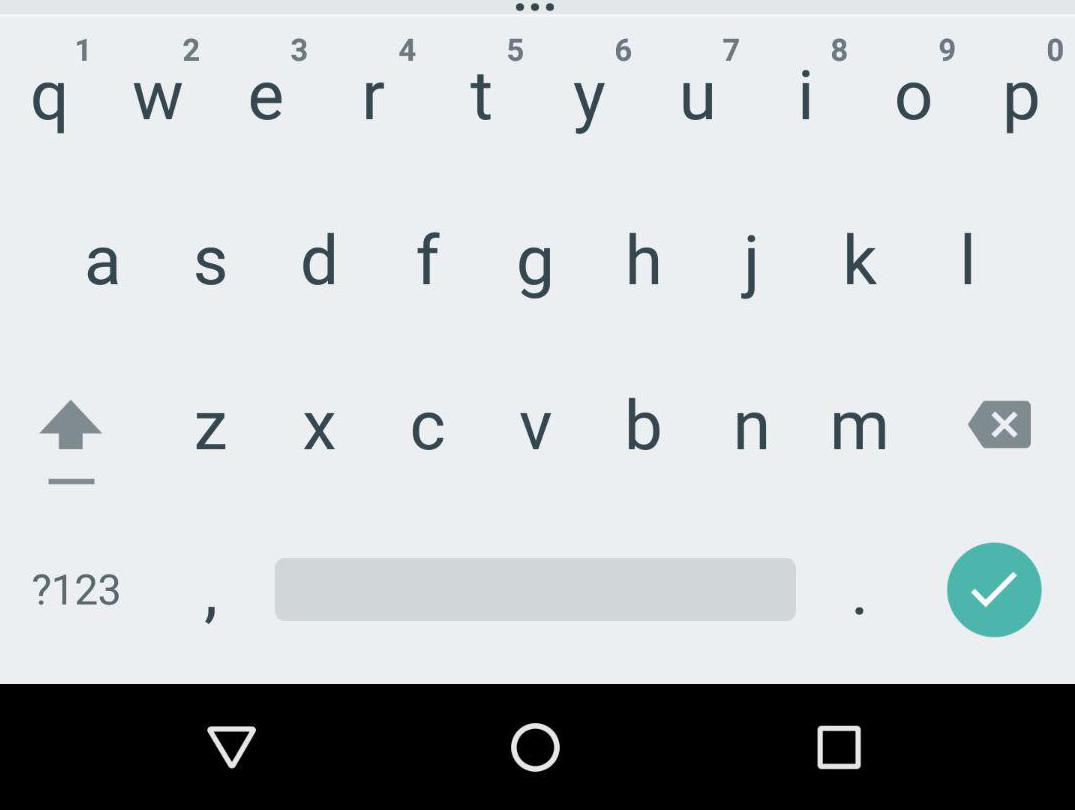 1 2 3 4 5 6 7 8 9 0
q w e r t y u i o p
a s d f g h j k l
z x c v b n m
?123 , .